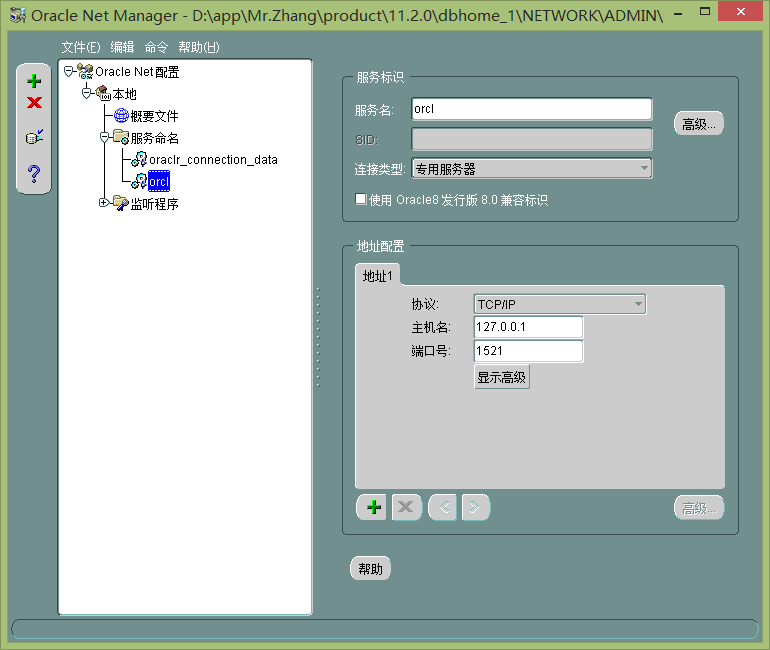 Oracle Net Manager - D:\app\Mr.Zhang\product\11.2.0\dbhome_1\NETWORK\ADMIN\
文件(F) 编辑 命令 帮助(H)
Oracle Net 配置
本地
概要文件
服务命名
oraclr_connection_data
orcl
监听程序
服务标识
服务名: orcl
高级...
SID:
连接类型: 专用服务器
使用 Oracle8 发行版 8.0 兼容标识
地址配置
地址1
协议: TCP/IP
主机名: 127.0.0.1
端口号: 1521
显示高级
高级...
帮助